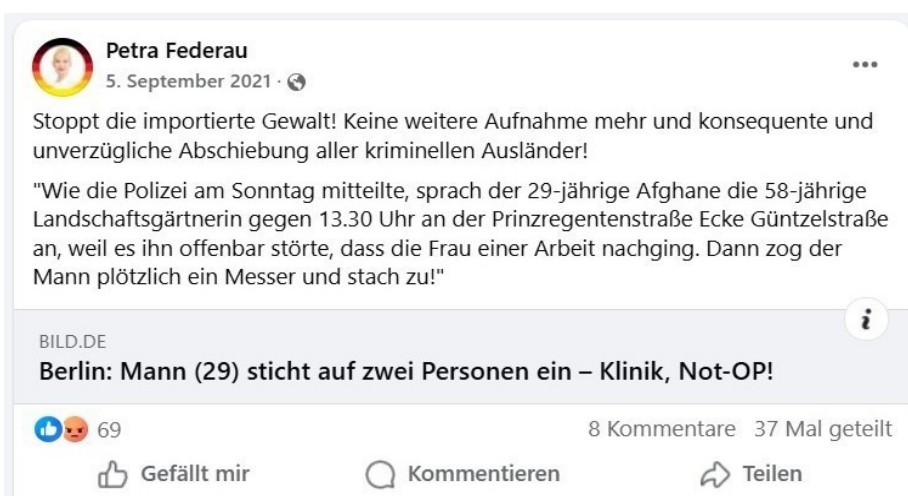 Petra Federau
5. September 2021 ·
Stoppt die importierte Gewalt! Keine weitere Aufnahme mehr und konsequente und
unverzügliche Abschiebung aller kriminellen Ausländer!
"Wie die Polizei am Sonntag mitteilte, sprach der 29-jährige Afghane die 58-jährige
Landschaftsgärtnerin gegen 13.30 Uhr an der Prinzregentenstraße Ecke Güntzelstraße
an, weil es ihn offenbar störte, dass die Frau einer Arbeit nachging. Dann zog der
Mann plötzlich ein Messer und stach zu!"
BILD.DE
Berlin: Mann (29) sticht auf zwei Personen ein – Klinik, Not-OP!
69
8 Kommentare 37 Mal geteilt
Gefällt mir Kommentieren Teilen